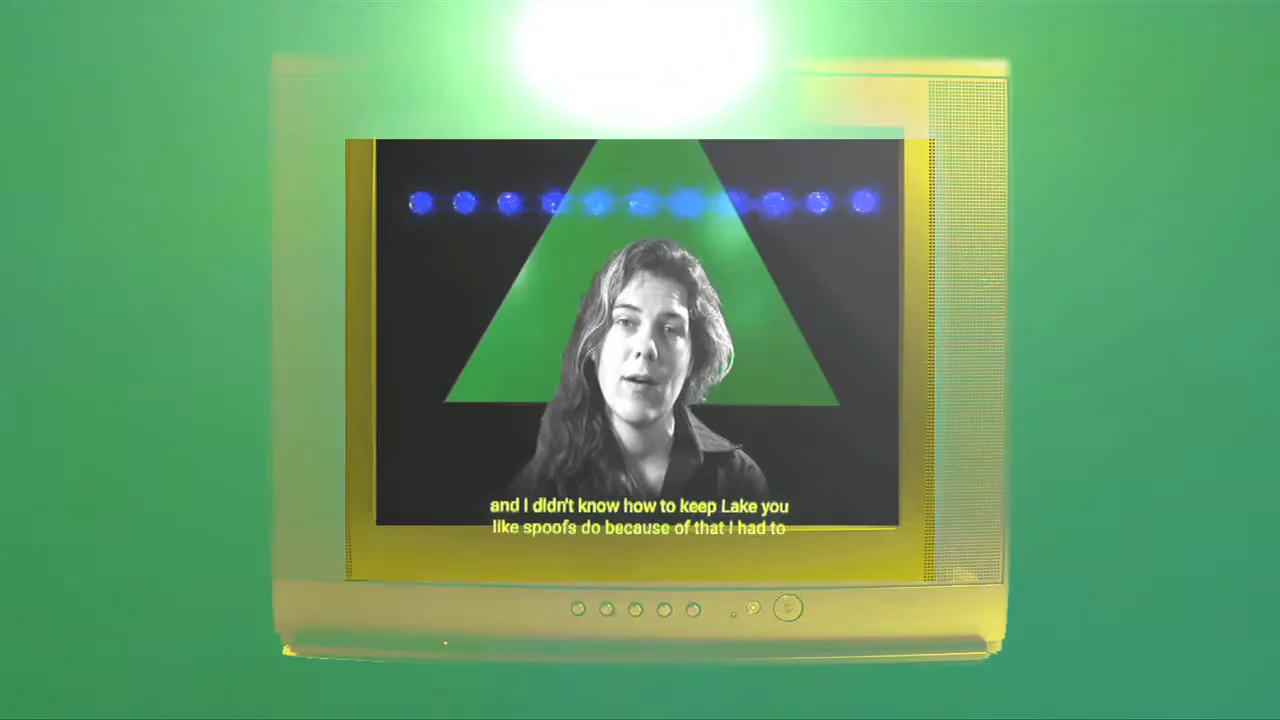 and I didn't know how to keep Lake you
like spoofs do because of that I had to